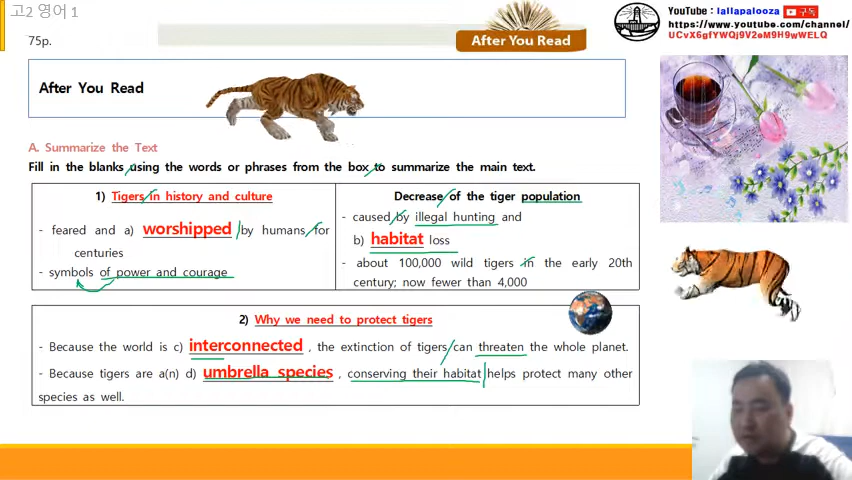 고2 영어 1
75p.
After You Read
YouTube : lallapalooza 구독
https://www.youtube.com/channel/
UCvX6gfYWQj9V2eM9H9wWELQ
After You Read
A. Summarize the Text
Fill in the blanks using the words or phrases from the box to summarize the main text.
1) Tigers in history and culture
- feared and a) worshipped by humans for
centuries
- symbols of power and courage
Decrease of the tiger population
- caused by illegal hunting and
b) habitat loss
- about 100,000 wild tigers in the early 20th
century; now fewer than 4,000
2) Why we need to protect tigers
- Because the world is c) interconnected , the extinction of tigers can threaten the whole planet.
- Because tigers are a(n) d) umbrella species , conserving their habitat helps protect many other
species as well.